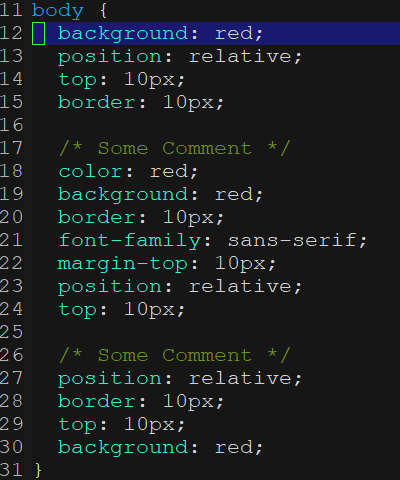 11 body {
12   background: red;
13   position: relative;
14   top: 10px;
15   border: 10px;
16
17   /* Some Comment */
18   color: red;
19   background: red;
20   border: 10px;
21   font-family: sans-serif;
22   margin-top: 10px;
23   position: relative;
24   top: 10px;
25
26   /* Some Comment */
27   position: relative;
28   border: 10px;
29   top: 10px;
30   background: red;
31 }